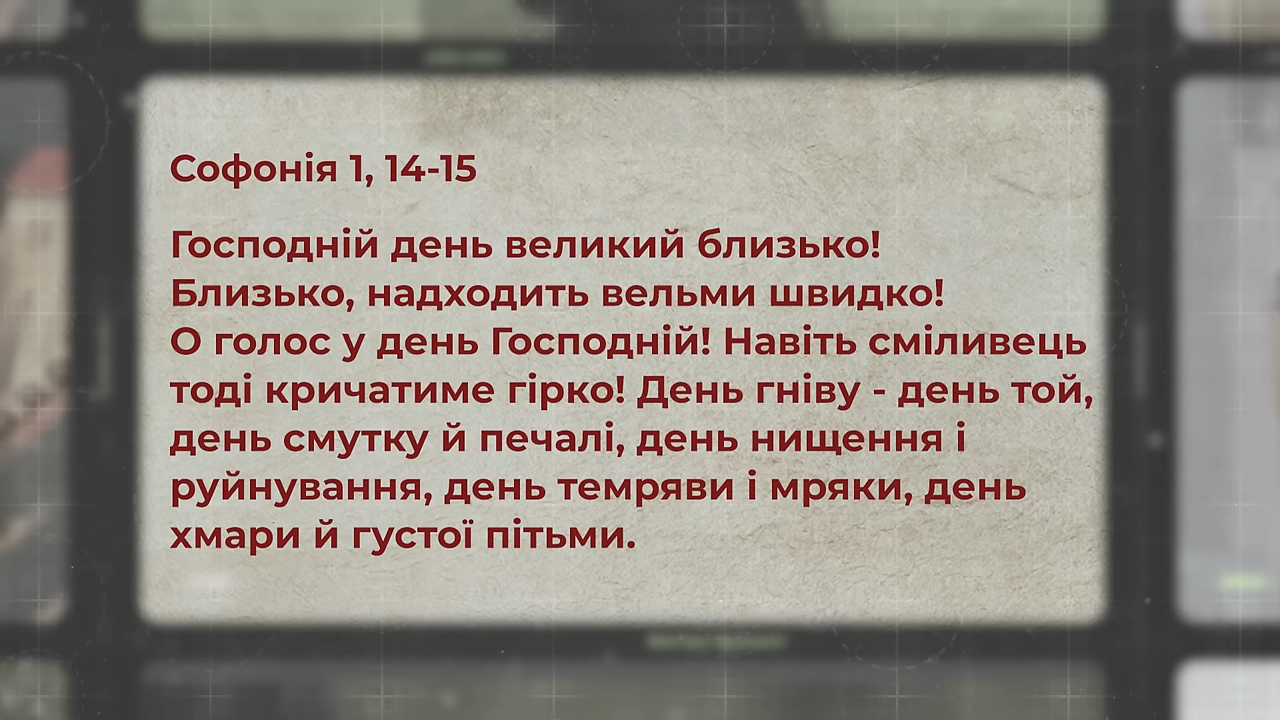 Софонія 1, 14-15
Господній день великий близько!
Близько, надходить вельми швидко!
О голос у день Господній! Навіть сміливець
тоді кричатиме гірко! День гніву - день той,
день смутку й печалі, день нищення і
руйнування, день темряви і мряки, день
хмари й густої пітьми.